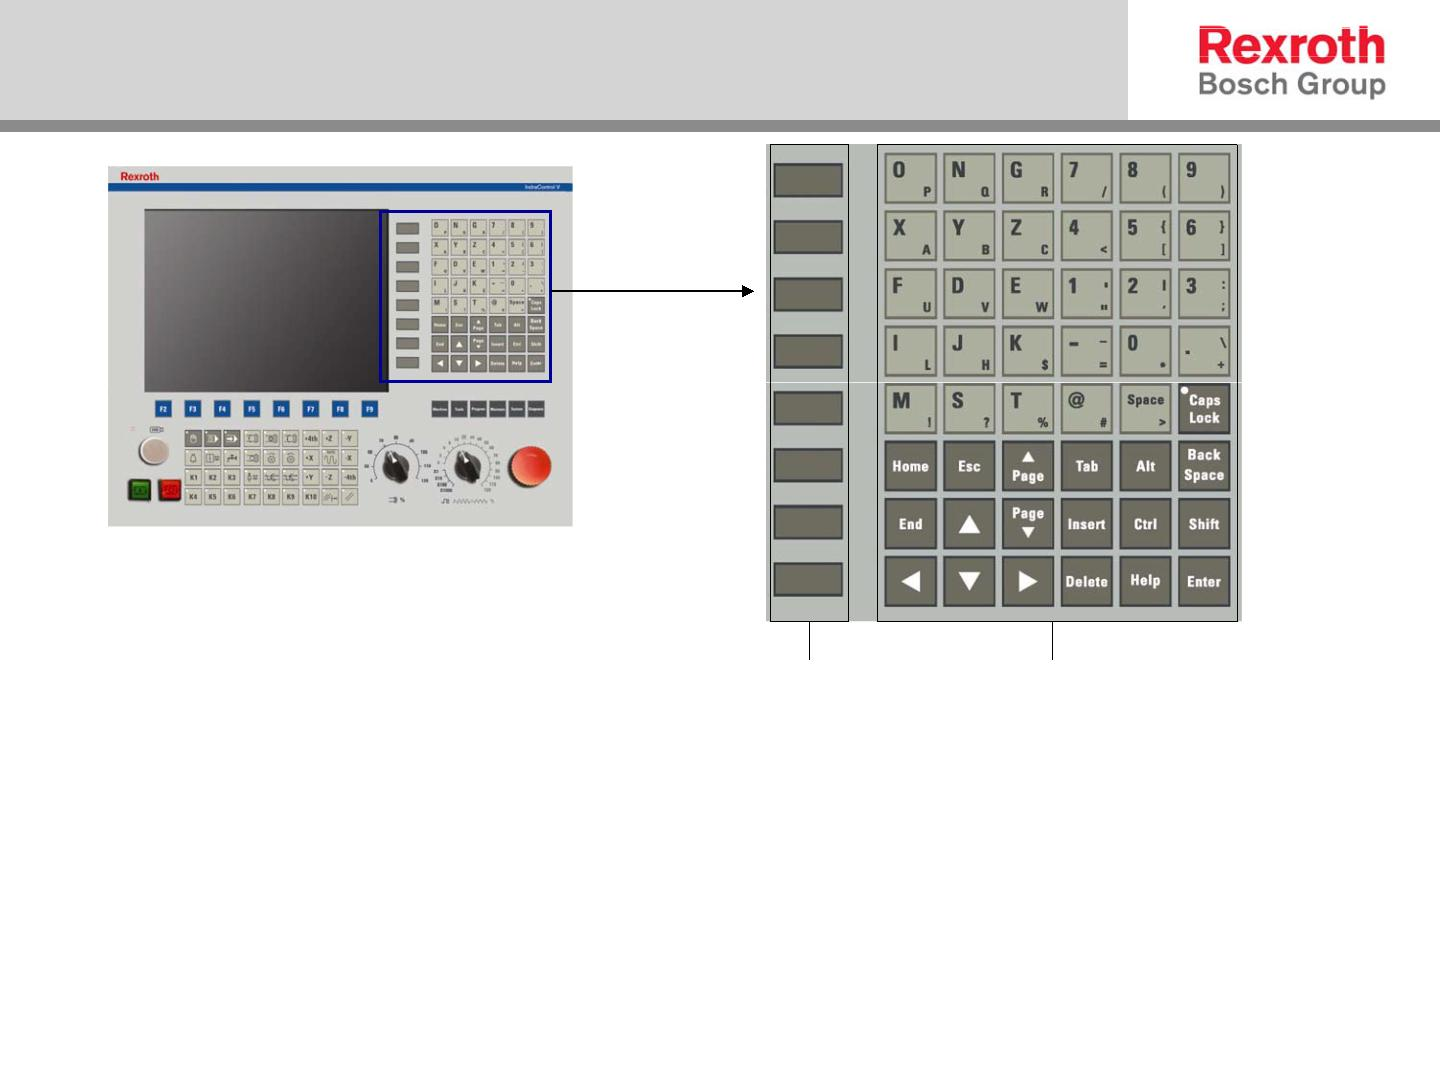 Rexroth
Bosch Group
Rexroth
IndraControl V
F2 F3 F4 F5 F6 F7 F8 F9
+4th +Z -Y
+X -X
K1 K2 K3 +Y -Z -4th
K4 K5 K6 K7 K8 K9 K10
O P N Q G R 7 / 8 ( 9 )
X A Y B Z C 4 < 5 { [ 6 } ]
F U D V E W 1 ' " 2 | ´ 3 : ;
I L J H K $ - _ = 0 * . \ +
M ! S ? T % @ # Space > Caps Lock
Home Esc ▲ Page Tab Alt Back Space
End ▲ Page ▼ Insert Ctrl Shift
◀ ▼ ▶ Delete Help Enter